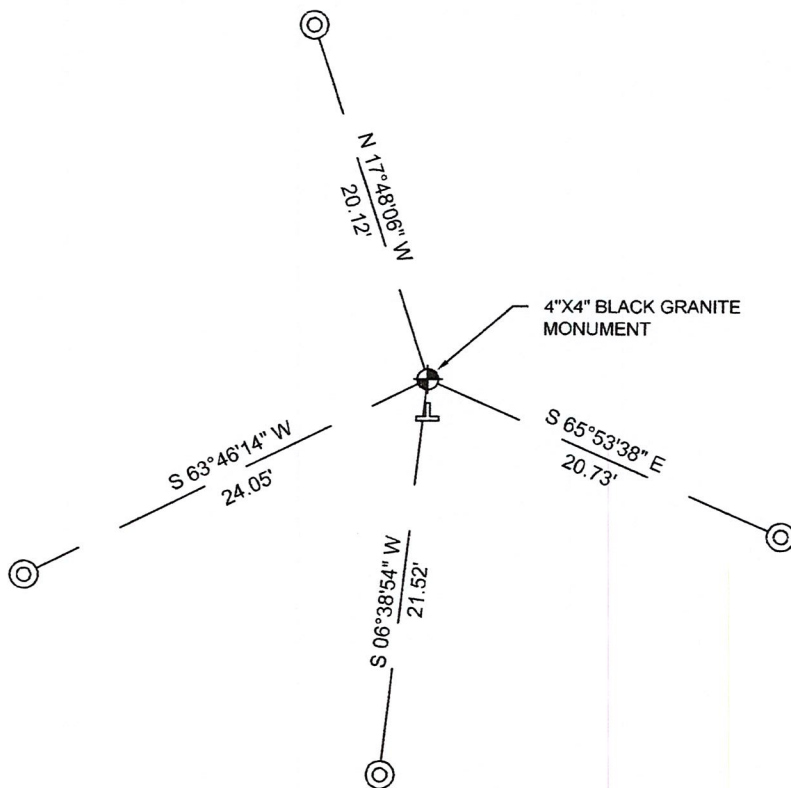 N 17°48'06" W
20.12'
4"X4" BLACK GRANITE
MONUMENT
S 63°46'14" W
24.05'
S 65°53'38" E
20.73'
S 06°38'54" W
21.52'